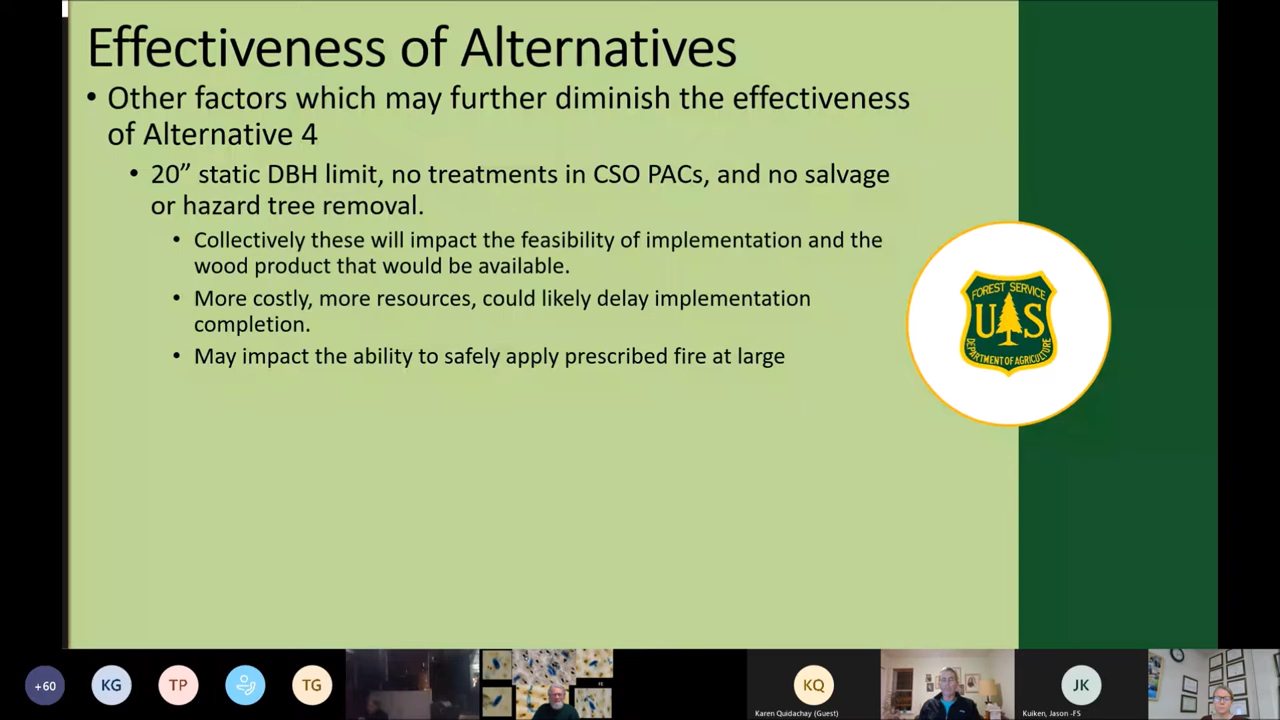 Effectiveness of Alternatives
• Other factors which may further diminish the effectiveness
of Alternative 4
• 20” static DBH limit, no treatments in CSO PACs, and no salvage
or hazard tree removal.
• Collectively these will impact the feasibility of implementation and the
wood product that would be available.
• More costly, more resources, could likely delay implementation
completion.
• May impact the ability to safely apply prescribed fire at large
FOREST SERVICE
U S
DEPARTMENT OF AGRICULTURE
+60
KG
TP
TG
KQ
Karen Quidachay (Guest)
JK
Kuiken, Jason -FS